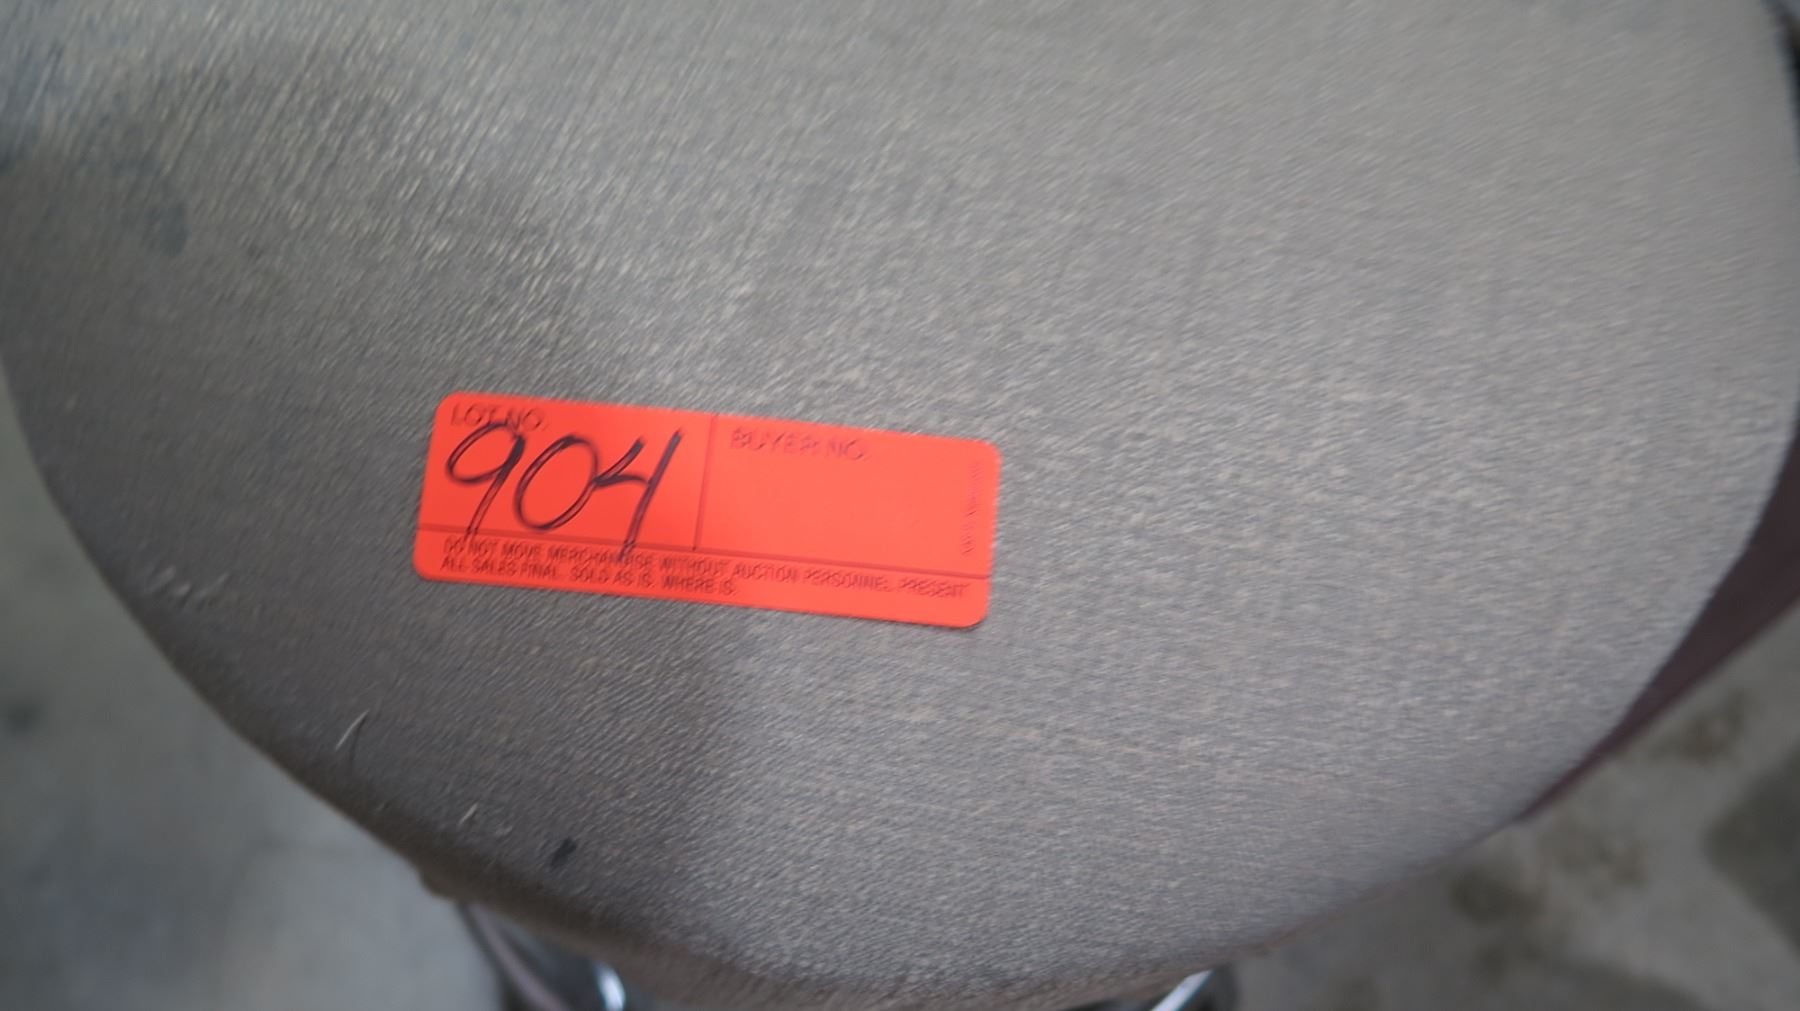 LOT NO.
BUYER NO.
904
DO NOT MOVE MERCHANDISE WITHOUT AUCTION PERSONNEL PRESENT
ALL SALES FINAL. SOLD AS IS. WHERE IS.